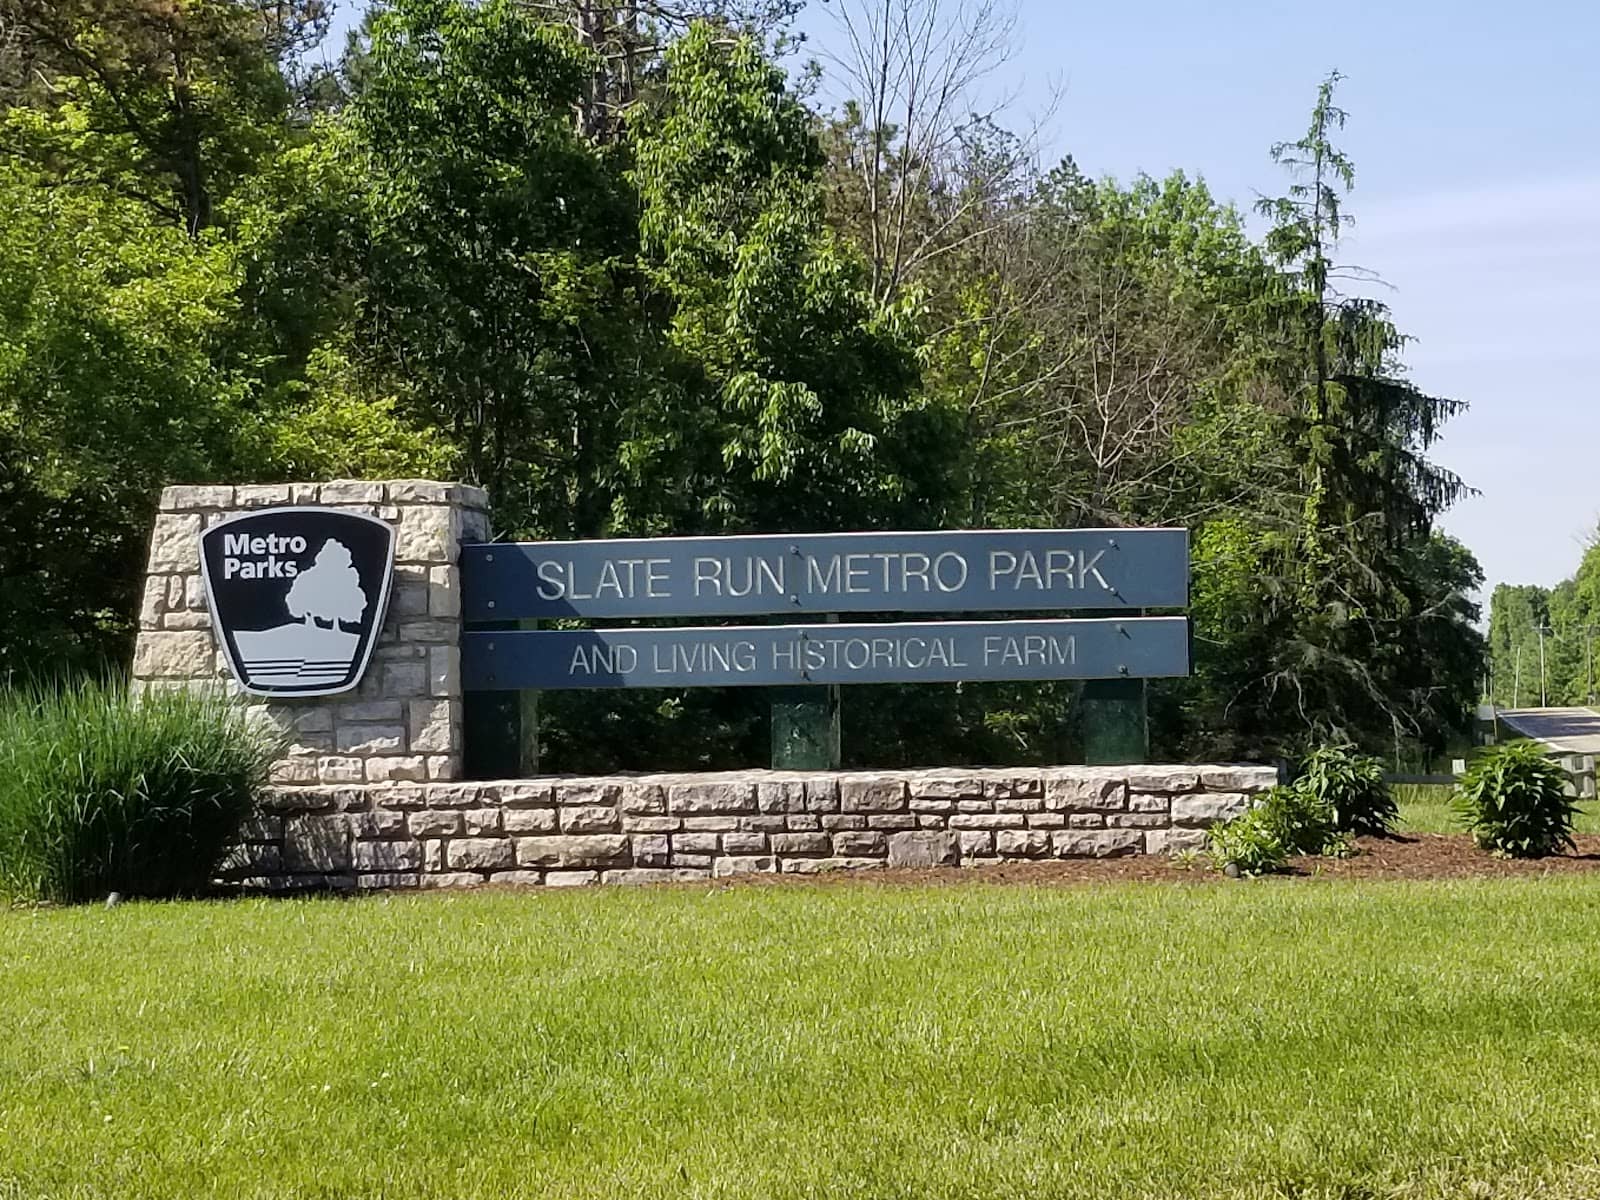 Metro
Parks
SLATE RUN METRO PARK
AND LIVING HISTORICAL FARM